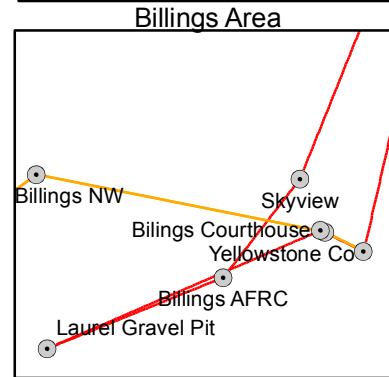 Billings Area
Billings NW
Skyview
Bilings Courthouse
Yellowstone Co
Billings AFRC
Laurel Gravel Pit